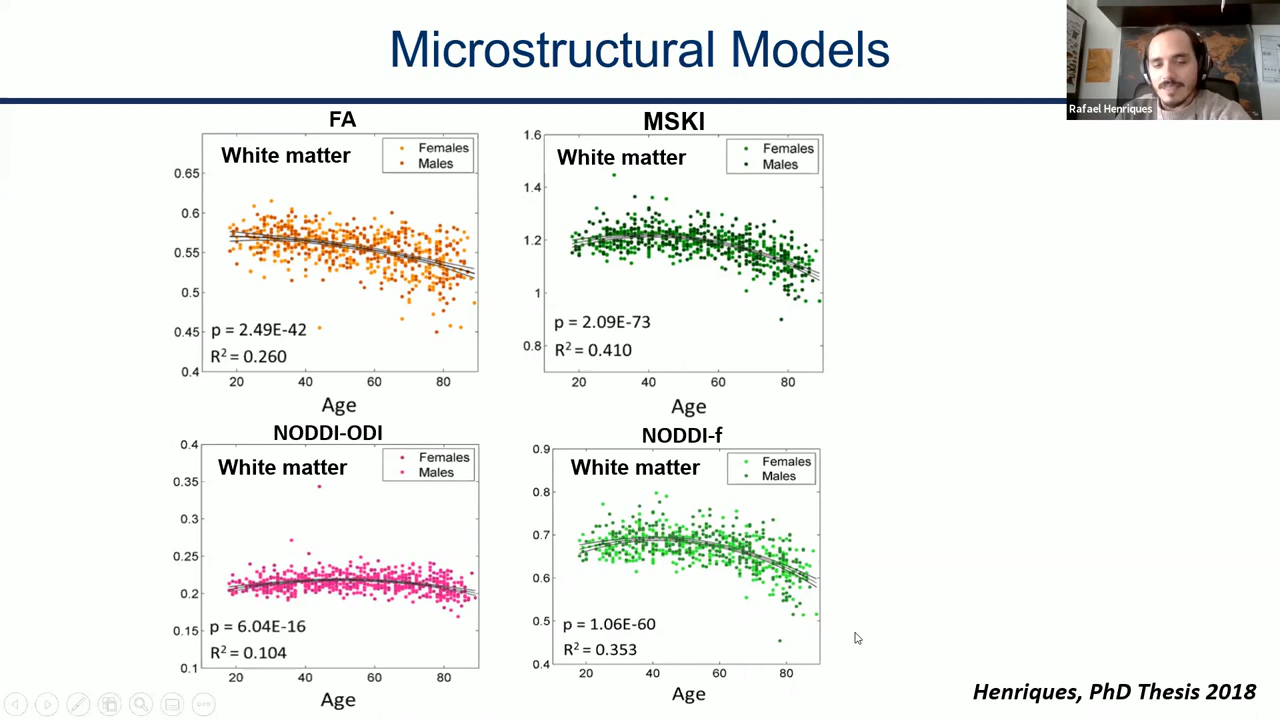 Microstructural Models
Rafael Henriques
FA
White matter
Females
Males
0.65
0.6
0.55
0.5
0.45
0.4
p = 2.49E-42
R² = 0.260
20 40 60 80
Age
MSKI
White matter
Females
Males
1.6
1.4
1.2
1
0.8
p = 2.09E-73
R² = 0.410
20 40 60 80
Age
NODDI-ODI
White matter
Females
Males
0.4
0.35
0.3
0.25
0.2
0.15
0.1
p = 6.04E-16
R² = 0.104
20 40 60 80
Age
NODDI-f
White matter
Females
Males
0.9
0.8
0.7
0.6
0.5
0.4
p = 1.06E-60
R² = 0.353
20 40 60 80
Age
Henriques, PhD Thesis 2018